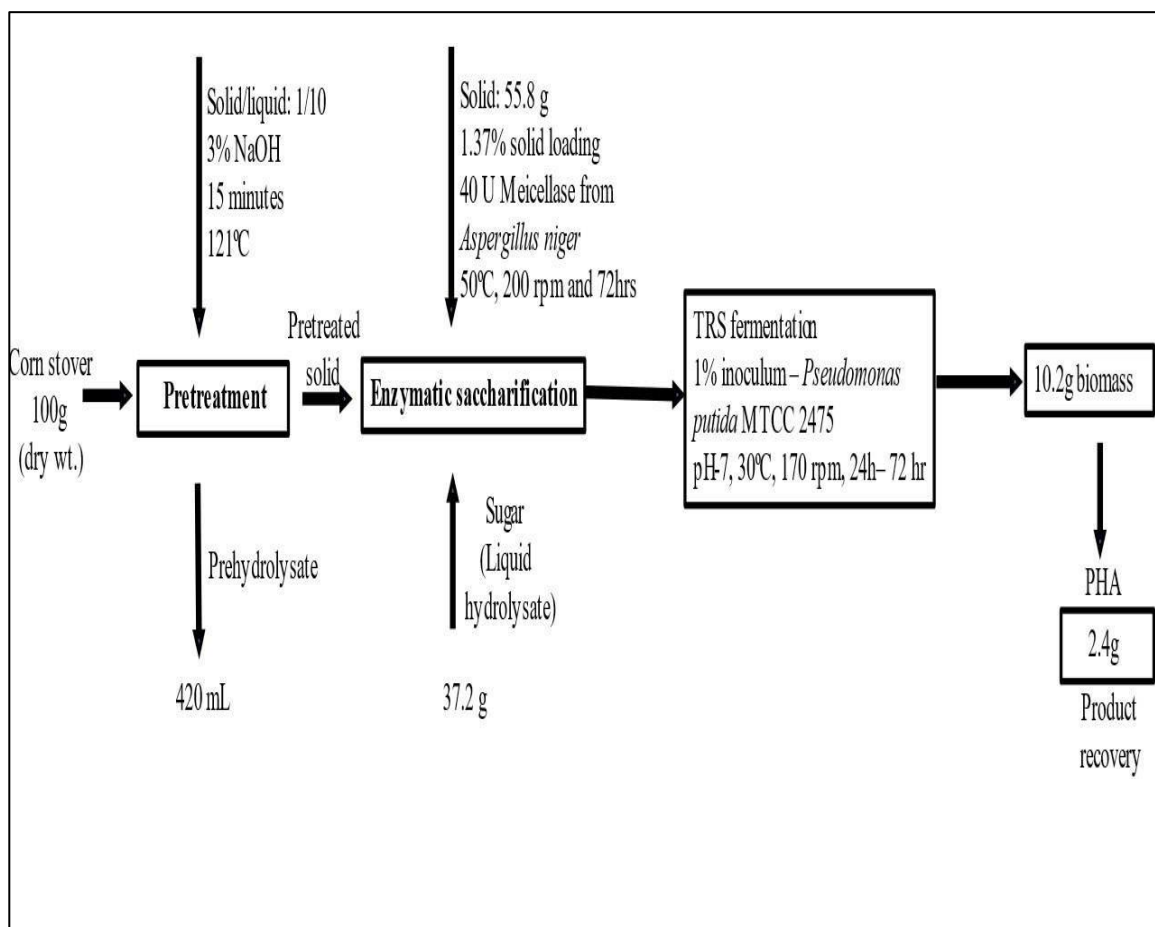 Solid/liquid: 1/10
3% NaOH
15 minutes
121ºC
Solid: 55.8 g
1.37% solid loading
40 U Meicellase from
Aspergillus niger
50ºC, 200 rpm and 72hrs
Corn stover
100g
(dry wt.)
Pretreatment
Pretreated
solid
Enzymatic saccharification
TRS fermentation
1% inoculum – Pseudomonas
putida MTCC 2475
pH-7, 30ºC, 170 rpm, 24h– 72 hr
10.2g biomass
Prehydrolysate
420 mL
Sugar
(Liquid
hydrolysate)
37.2 g
PHA
2.4g
Product
recovery